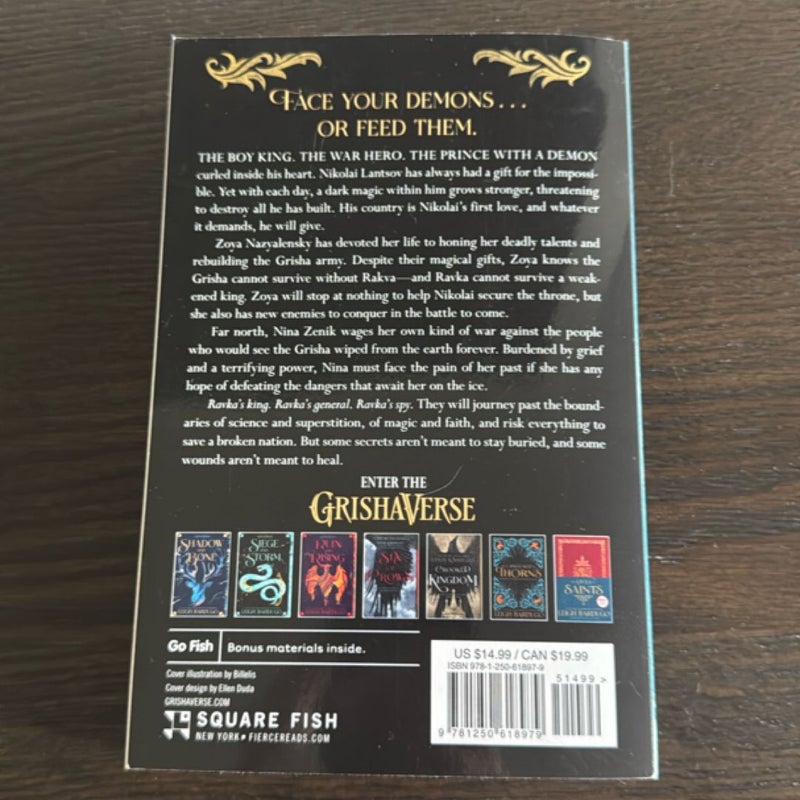 FACE YOUR DEMONS...
OR FEED THEM.
THE BOY KING. THE WAR HERO. THE PRINCE WITH A DEMON
curled inside his heart. Nikolai Lantsov has always had a gift for the impossi-
ble. Yet with each day, a dark magic within him grows stronger, threatening
to destroy all he has built. His country is Nikolai's first love, and whatever
it demands, he will give.
Zoya Nazyalensky has devoted her life to honing her deadly talents and
rebuilding the Grisha army. Despite their magical gifts, Zoya knows the
Grisha cannot survive without Rakva—and Ravka cannot survive a weak-
ened king. Zoya will stop at nothing to help Nikolai secure the throne, but
she also has new enemies to conquer in the battle to come.
Far north, Nina Zenik wages her own kind of war against the people
who would see the Grisha wiped from the earth forever. Burdened by grief
and a terrifying power, Nina must face the pain of her past if she has any
hope of defeating the dangers that await her on the ice.
Ravka's king. Ravka's general. Ravka's spy. They will journey past the bound-
aries of science and superstition, of magic and faith, and risk everything to
save a broken nation. But some secrets aren't meant to stay buried, and some
wounds aren't meant to heal.
ENTER THE
GRISHAVERSE
SHADOW
AND
BONE
LEIGH BARDUGO
SIEGE
AND
STORM
LEIGH BARDUGO
RUIN
AND
RISING
LEIGH BARDUGO
SIX
OF
CROWS
CROOKED
KINGDOM
THORNS
LEIGH BARDUGO
SAINTS
LEIGH BARDUGO
Go Fish Bonus materials inside.
Cover illustration by Billelis
Cover design by Ellen Duda
GRISHAVERSE.COM
SQUARE FISH
NEW YORK • FIERCEREADS.COM
US $14.99 / CAN $19.99
ISBN 978-1-250-61897-9
51499>
9 781250 618979